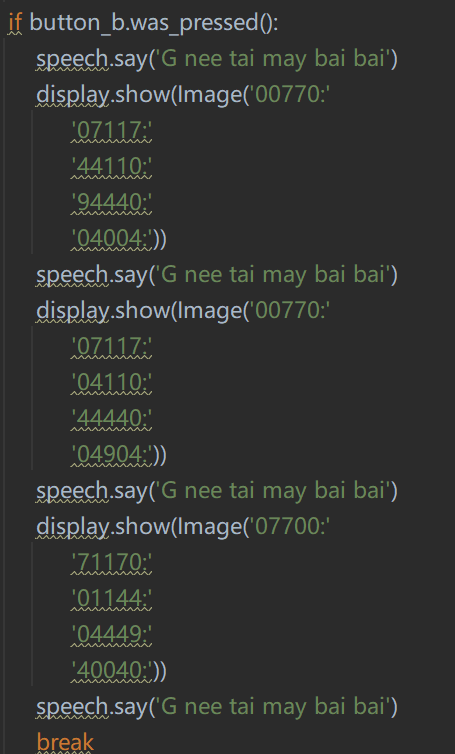 if button_b.was_pressed():
speech.say('G nee tai may bai bai')
display.show(Image('00770:'
'07117:'
'44110:'
'94440:'
'04004:'))
speech.say('G nee tai may bai bai')
display.show(Image('00770:'
'07117:'
'04110:'
'44440:'
'04904:'))
speech.say('G nee tai may bai bai')
display.show(Image('07700:'
'71170:'
'01144:'
'04449:'
'40040:'))
speech.say('G nee tai may bai bai')
break